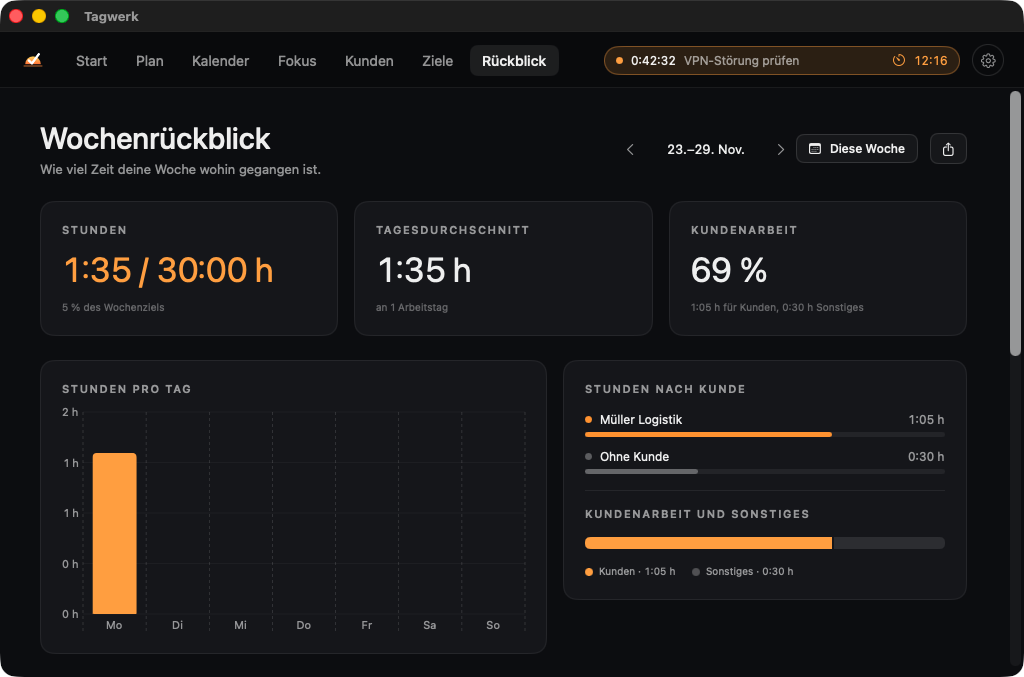 Tagwerk
Start Plan Kalender Fokus Kunden Ziele Rückblick
0:42:32 VPN-Störung prüfen 12:16
Wochenrückblick
Wie viel Zeit deine Woche wohin gegangen ist.
23.–29. Nov. Diese Woche
STUNDEN
1:35 / 30:00 h
5 % des Wochenziels
TAGESDURCHSCHNITT
1:35 h
an 1 Arbeitstag
KUNDENARBEIT
69 %
1:05 h für Kunden, 0:30 h Sonstiges
STUNDEN PRO TAG
2 h
1 h
1 h
0 h
0 h
Mo Di Mi Do Fr Sa So
STUNDEN NACH KUNDE
Müller Logistik 1:05 h
Ohne Kunde 0:30 h
KUNDENARBEIT UND SONSTIGES
Kunden · 1:05 h Sonstiges · 0:30 h